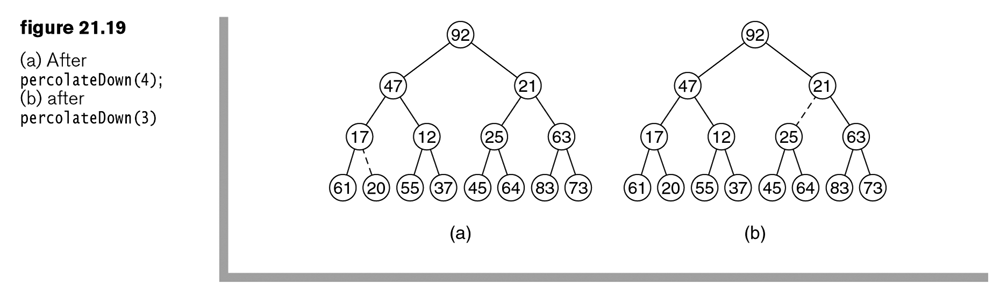 figure 21.19
(a) After
percolateDown(4);
(b) after
percolateDown(3)
92
47 21
17 12 25 63
61 20 55 37 45 64 83 73
(a)
92
47 21
17 12 25 63
61 20 55 37 45 64 83 73
(b)